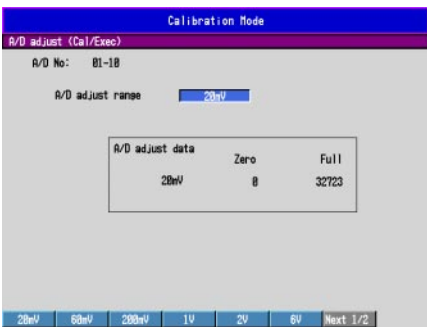 Calibration Mode
A/D adjust (Cal/Exec)
A/D No: 01-10
A/D adjust range 20mV
A/D adjust data
Zero Full
20mV 0 32723
20mV 60mV 200mV 1V 2V 6V Next 1/2